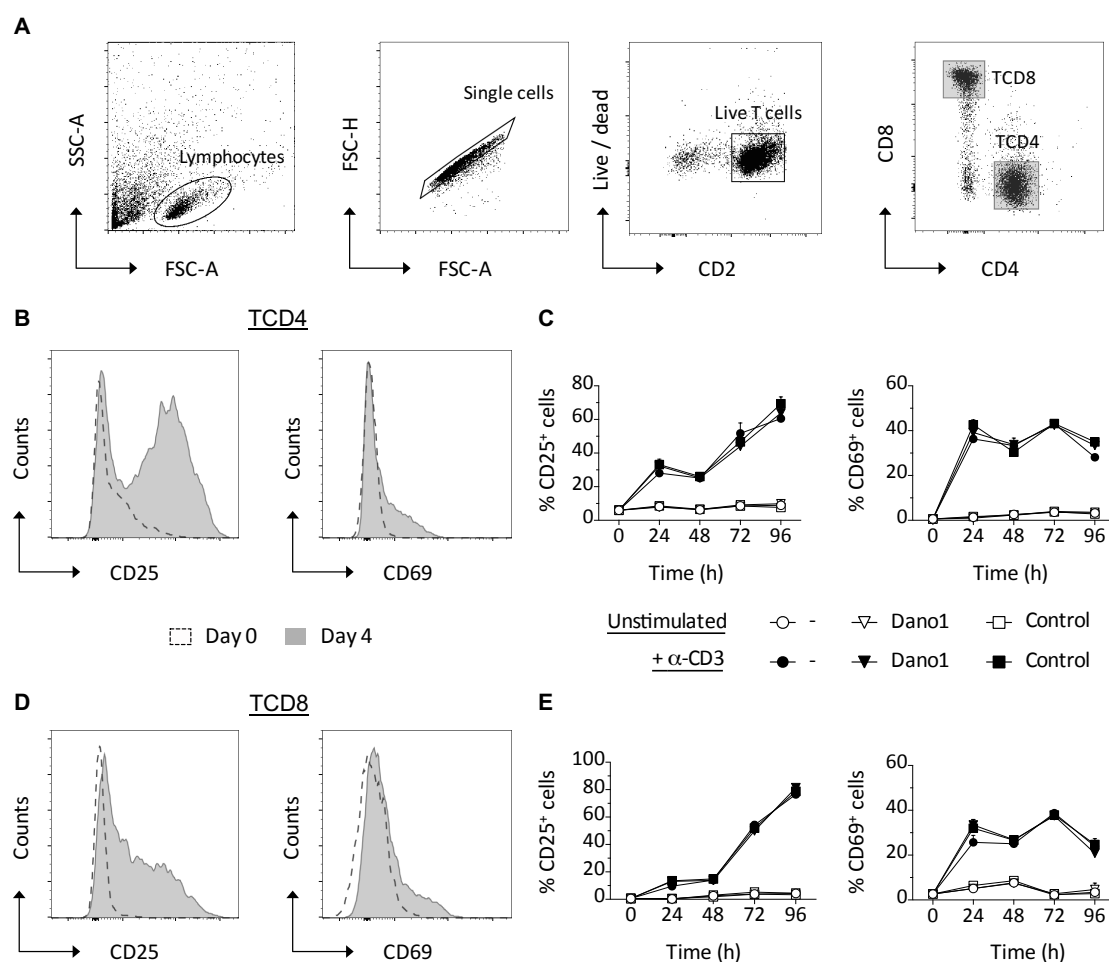 A
SSC-A
Lymphocytes
FSC-A
FSC-H
Single cells
FSC-A
Live / dead
Live T cells
CD2
CD8
TCD8
TCD4
CD4
B
TCD4
Counts
CD25
Counts
CD69
C
% CD25⁺ cells
80
60
40
20
0
0 24 48 72 96
Time (h)
% CD69⁺ cells
60
40
20
0
0 24 48 72 96
Time (h)
Day 0 Day 4
Unstimulated - Dano1 Control
+ α-CD3 - Dano1 Control
D
TCD8
Counts
CD25
Counts
CD69
E
% CD25⁺ cells
100
80
60
40
20
0
0 24 48 72 96
Time (h)
% CD69⁺ cells
60
40
20
0
0 24 48 72 96
Time (h)